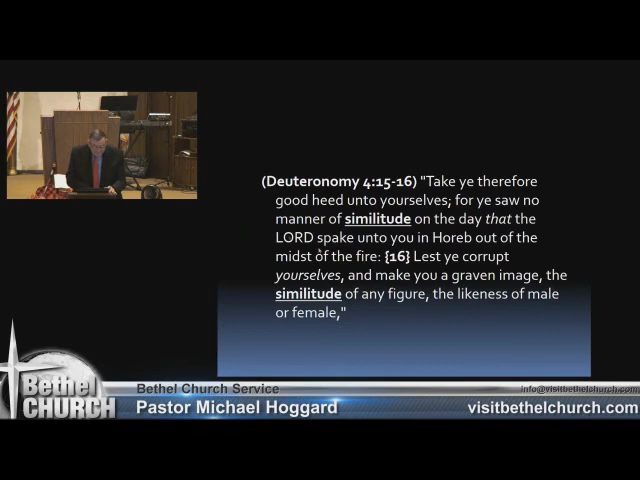 (Deuteronomy 4:15-16) "Take ye therefore
good heed unto yourselves; for ye saw no
manner of similitude on the day that the
LORD spake unto you in Horeb out of the
midst of the fire: {16} Lest ye corrupt
yourselves, and make you a graven image, the
similitude of any figure, the likeness of male
or female,"
Bethel
CHURCH
Bethel Church Service
info@visitbethelchurch.com
Pastor Michael Hoggard
visitbethelchurch.com